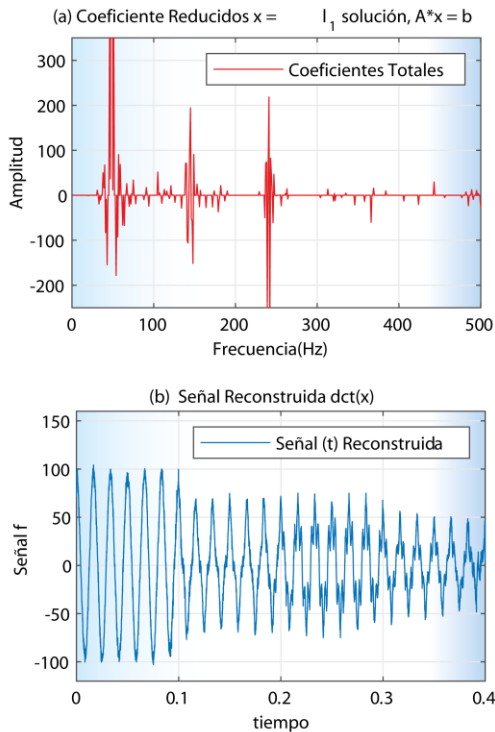 (a) Coeficiente Reducidos x = l1 solución, A*x = b
300
200
100
0
-100
-200
Amplitud
Coeficientes Totales
0 100 200 300 400 500
Frecuencia(Hz)
(b) Señal Reconstruida dct(x)
150
100
50
0
-50
-100
Señal f
Señal (t) Reconstruida
0 0.1 0.2 0.3 0.4
tiempo